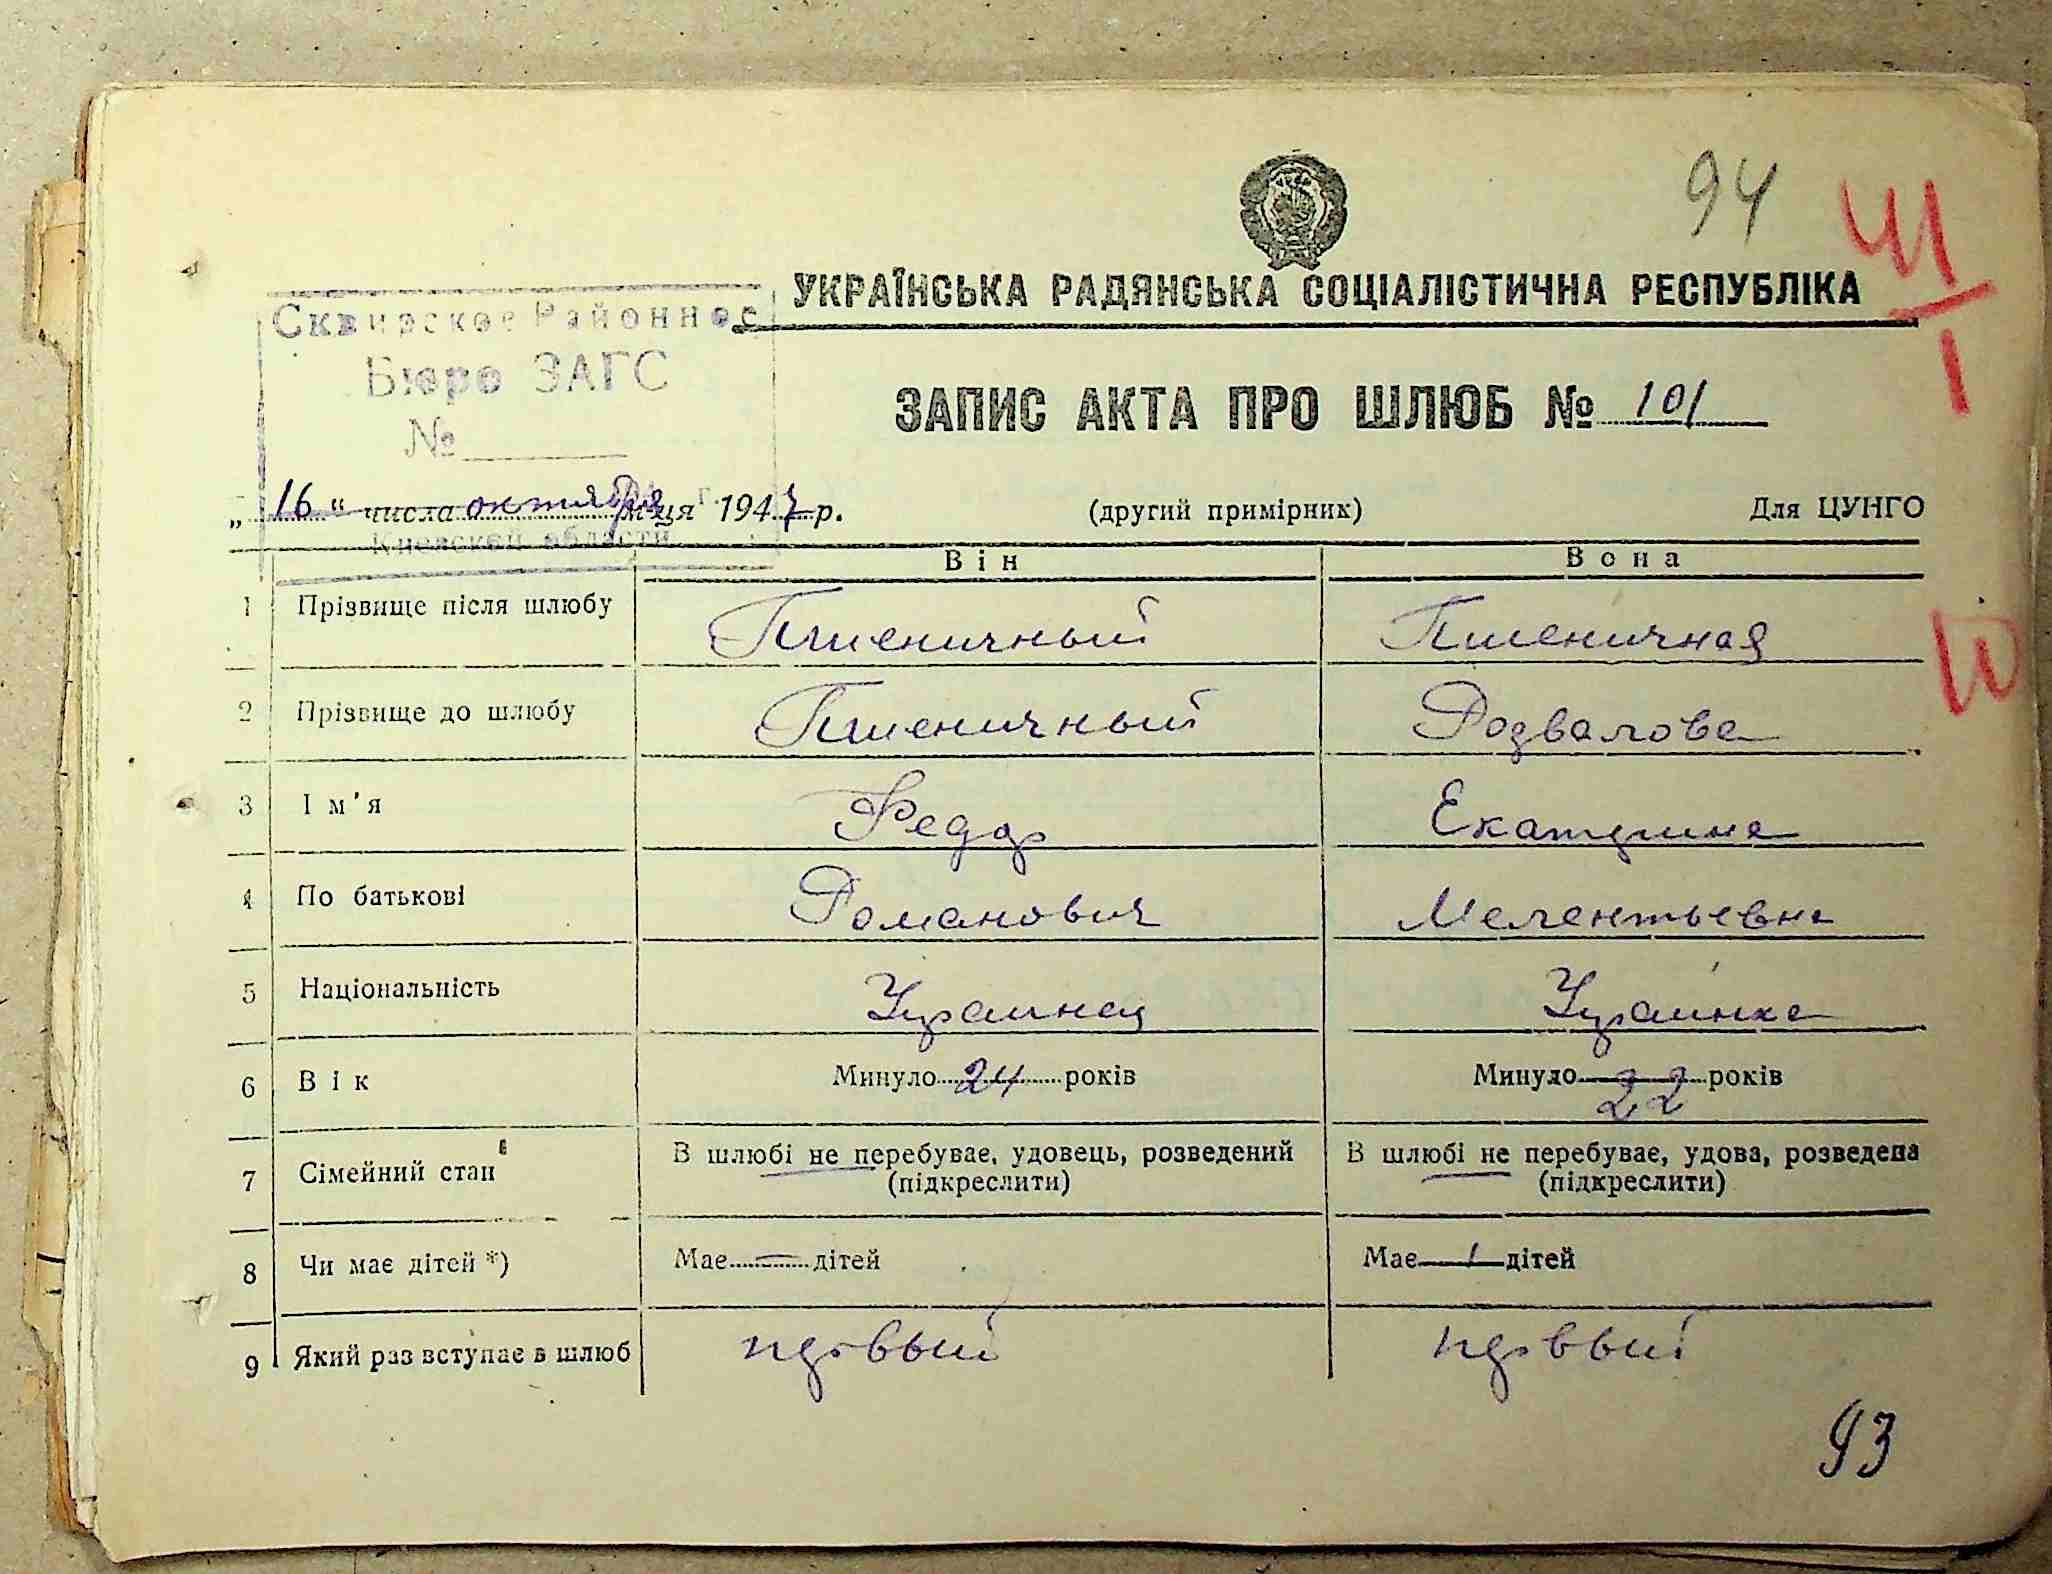 94
Ш
І
УКРАЇНСЬКА РАДЯНСЬКА СОЦІАЛІСТИЧНА РЕСПУБЛІКА
Сквирское Районное
Бюро ЗАГС
№
ЗАПИС АКТА ПРО ШЛЮБ № 101
„16“ числа октября м-ця 1947 р. (другий примірник) Для ЦУНГО
Киевской области
Він Вона
1 Прізвище після шлюбу Пшеничный Пшеничная
2 Прізвище до шлюбу Пшеничный Розвалова
3 Ім'я Федор Екатерина
4 По батькові Романович Мелентьевна
5 Національність Украинец Украинка
6 Вік Минуло 24 років Минуло 22 років
7 Сімейний стан В шлюбі не перебуває, удовець, розведений В шлюбі не перебуває, удова, розведена
(підкреслити) (підкреслити)
8 Чи має дітей *) Має — дітей Має 1 дітей
9 Який раз вступає в шлюб первый первый
93